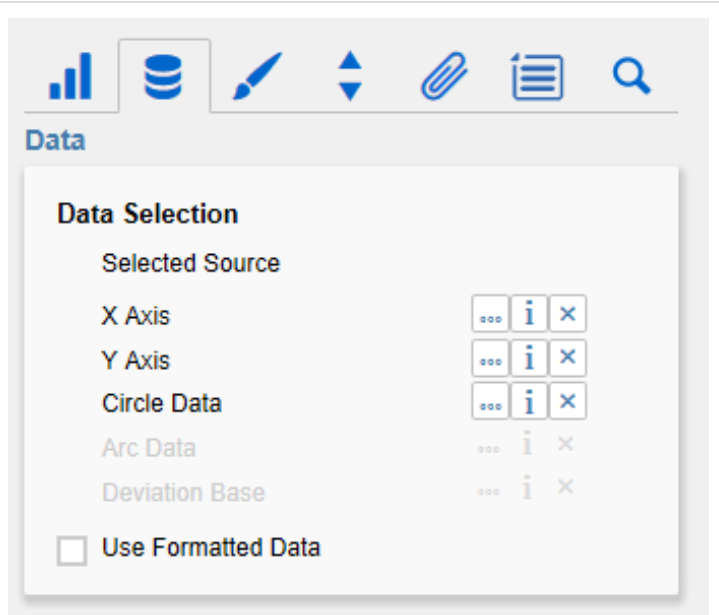 Data
Data Selection
Selected Source
X Axis ... i ×
Y Axis ... i ×
Circle Data ... i ×
Arc Data ... i ×
Deviation Base ... i ×
Use Formatted Data